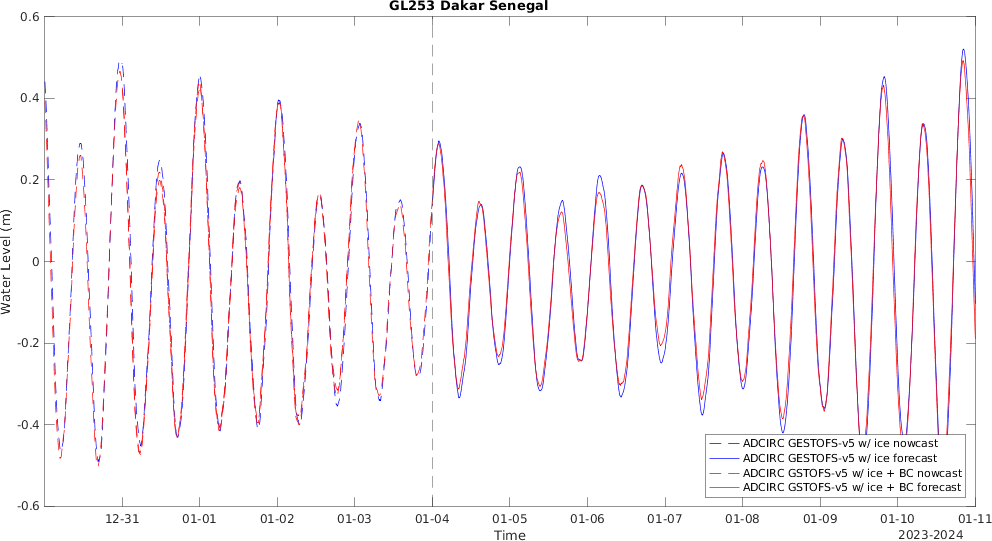 GL253 Dakar Senegal
0.6
0.4
0.2
0
-0.2
-0.4
-0.6
Water Level (m)
ADCIRC GESTOFS-v5 w/ ice nowcast
ADCIRC GESTOFS-v5 w/ ice forecast
ADCIRC GSTOFS-v5 w/ ice + BC nowcast
ADCIRC GSTOFS-v5 w/ ice + BC forecast
12-31 01-01 01-02 01-03 01-04 01-05 01-06 01-07 01-08 01-09 01-10 01-11
Time
2023-2024